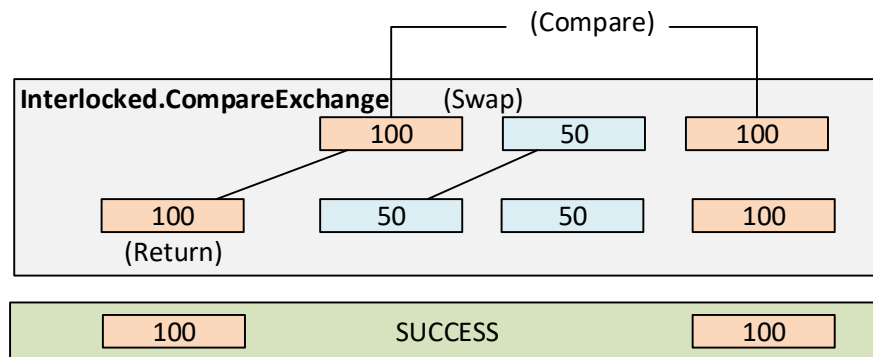 (Compare)
Interlocked.CompareExchange (Swap)
100 50 100
100 50 50 100
(Return)
100 SUCCESS 100